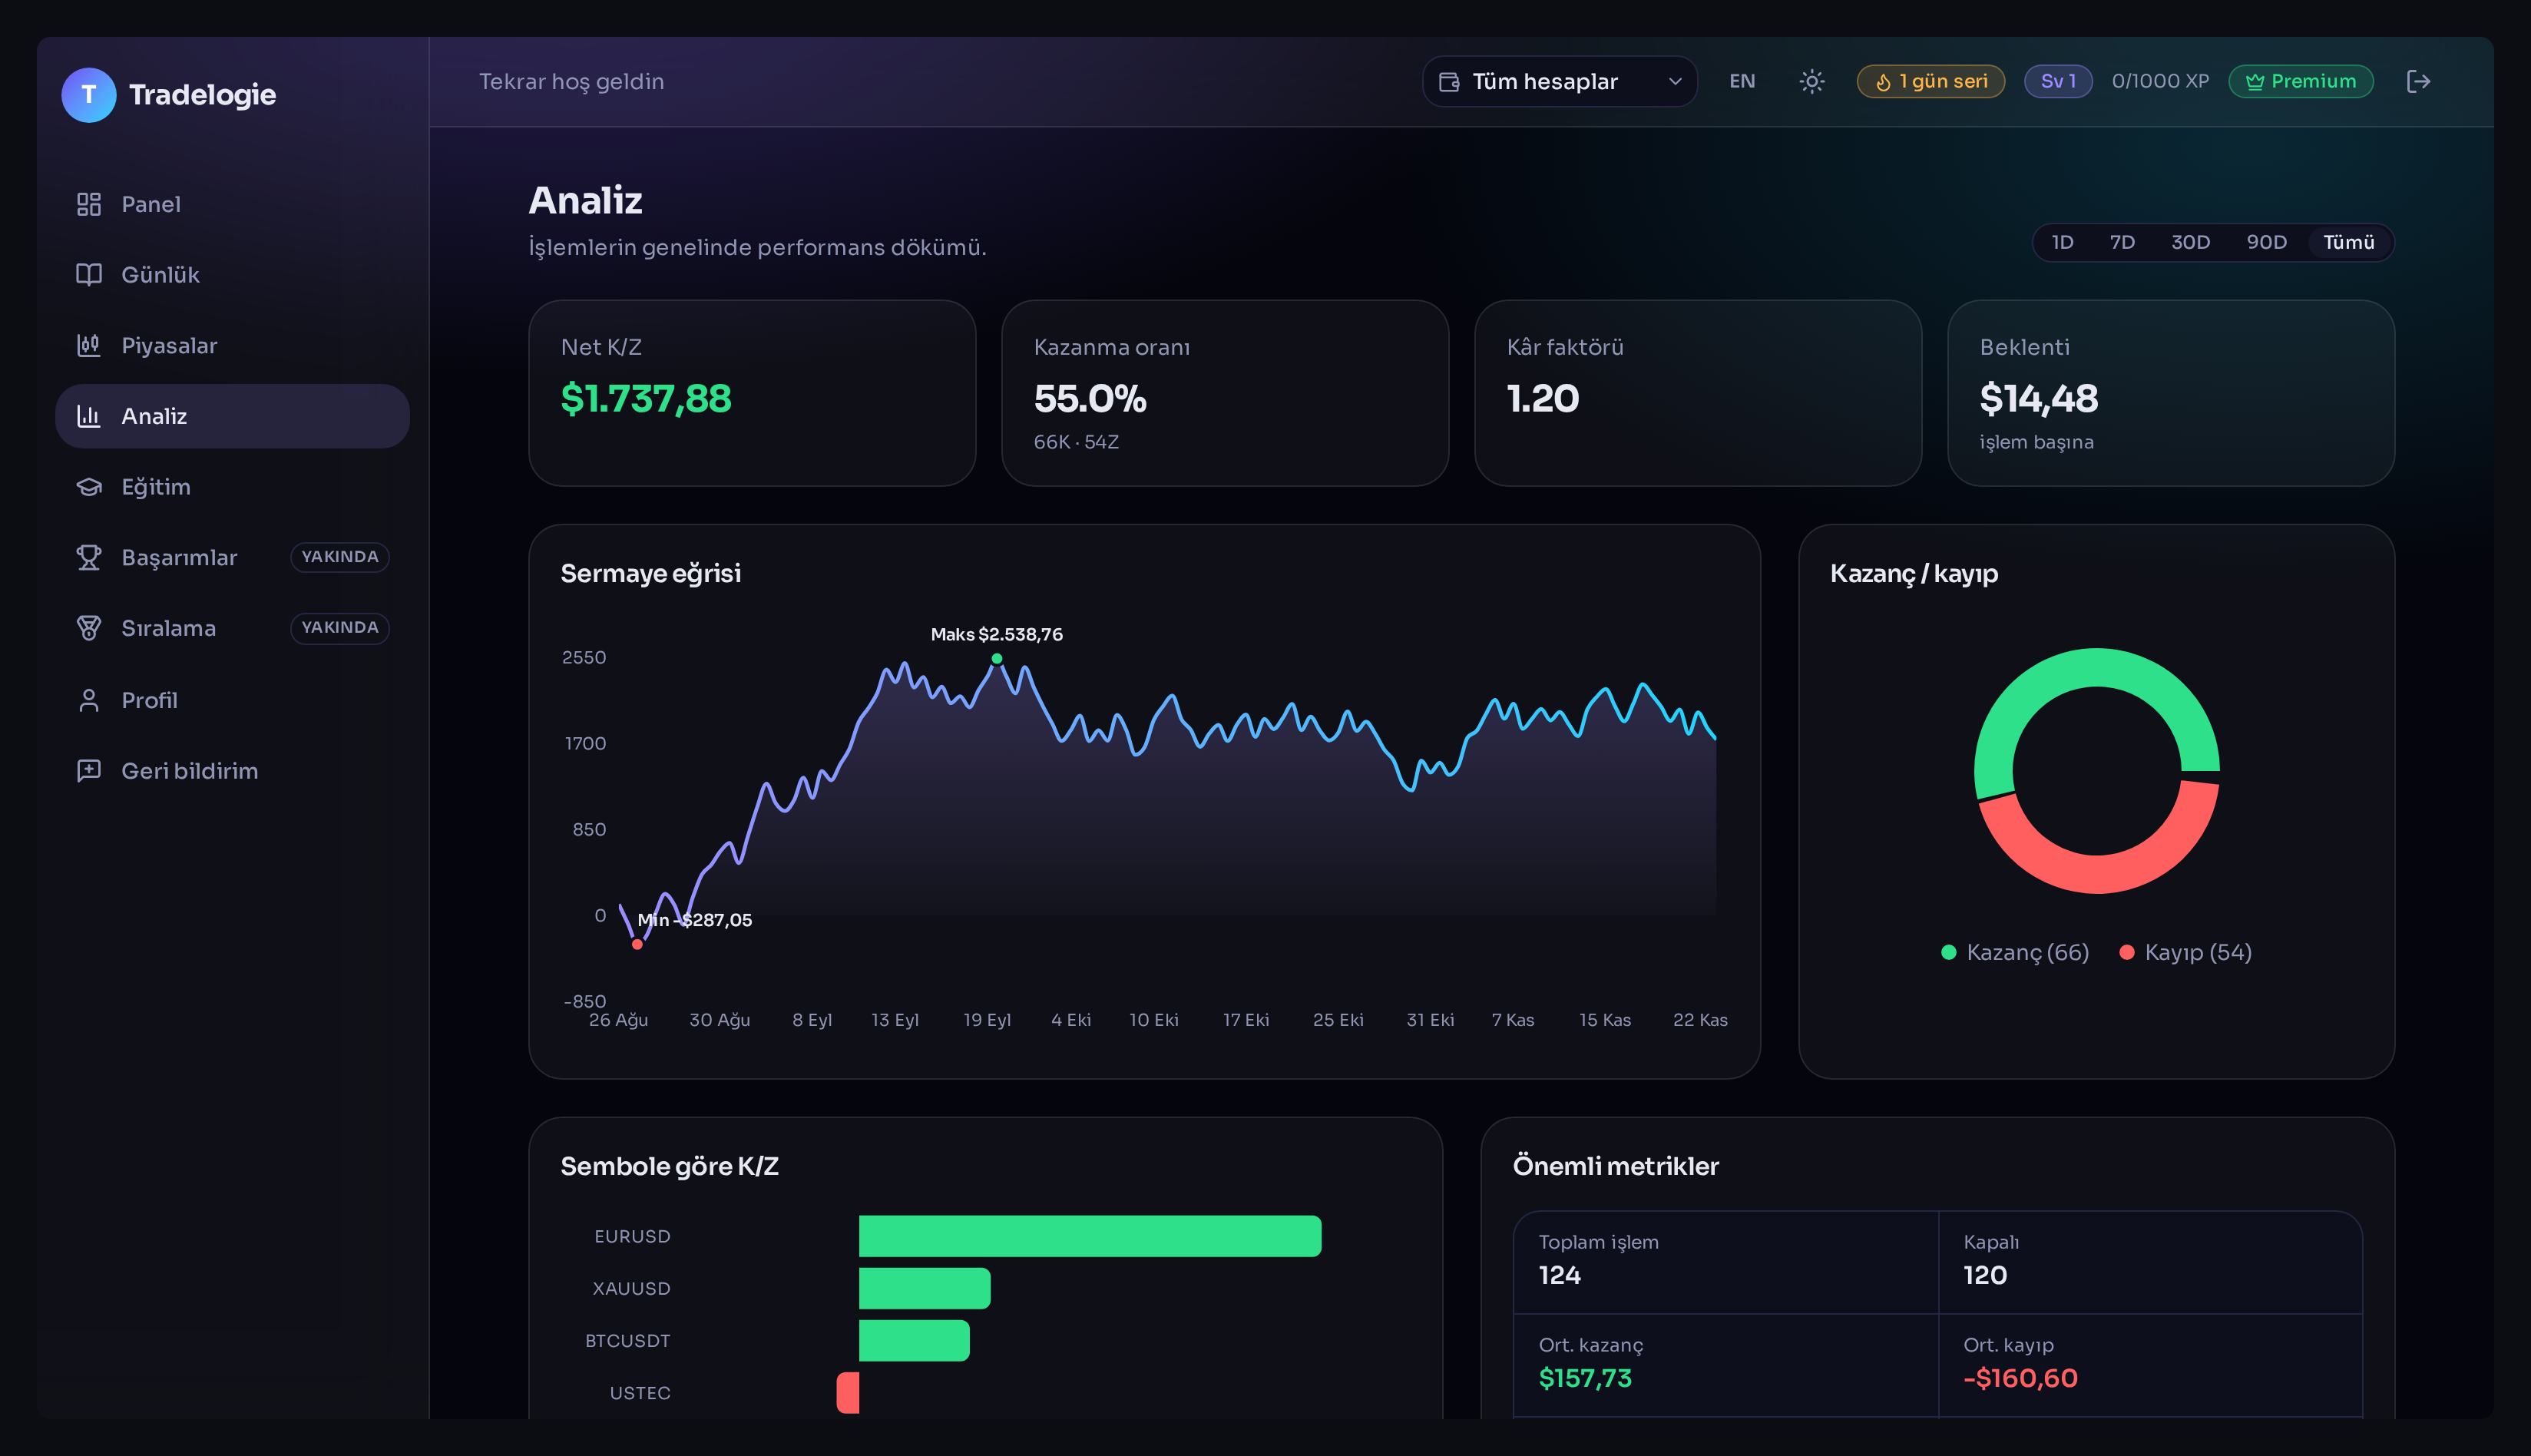 T Tradelogie
Tekrar hoş geldin
Tüm hesaplar
EN
1 gün seri
Sv 1
0/1000 XP
Premium
Panel
Günlük
Piyasalar
Analiz
Eğitim
Başarımlar YAKINDA
Sıralama YAKINDA
Profil
Geri bildirim
Analiz
İşlemlerin genelinde performans dökümü.
1D 7D 30D 90D Tümü
Net K/Z
$1.737,88
Kazanma oranı
55.0%
66K · 54Z
Kâr faktörü
1.20
Beklenti
$14,48
işlem başına
Sermaye eğrisi
Maks $2.538,76
2550
1700
850
0
Min -$287,05
-850
26 Ağu 30 Ağu 8 Eyl 13 Eyl 19 Eyl 4 Eki 10 Eki 17 Eki 25 Eki 31 Eki 7 Kas 15 Kas 22 Kas
Kazanç / kayıp
Kazanç (66) Kayıp (54)
Sembole göre K/Z
EURUSD
XAUUSD
BTCUSDT
USTEC
Önemli metrikler
Toplam işlem
124
Kapalı
120
Ort. kazanç
$157,73
Ort. kayıp
-$160,60